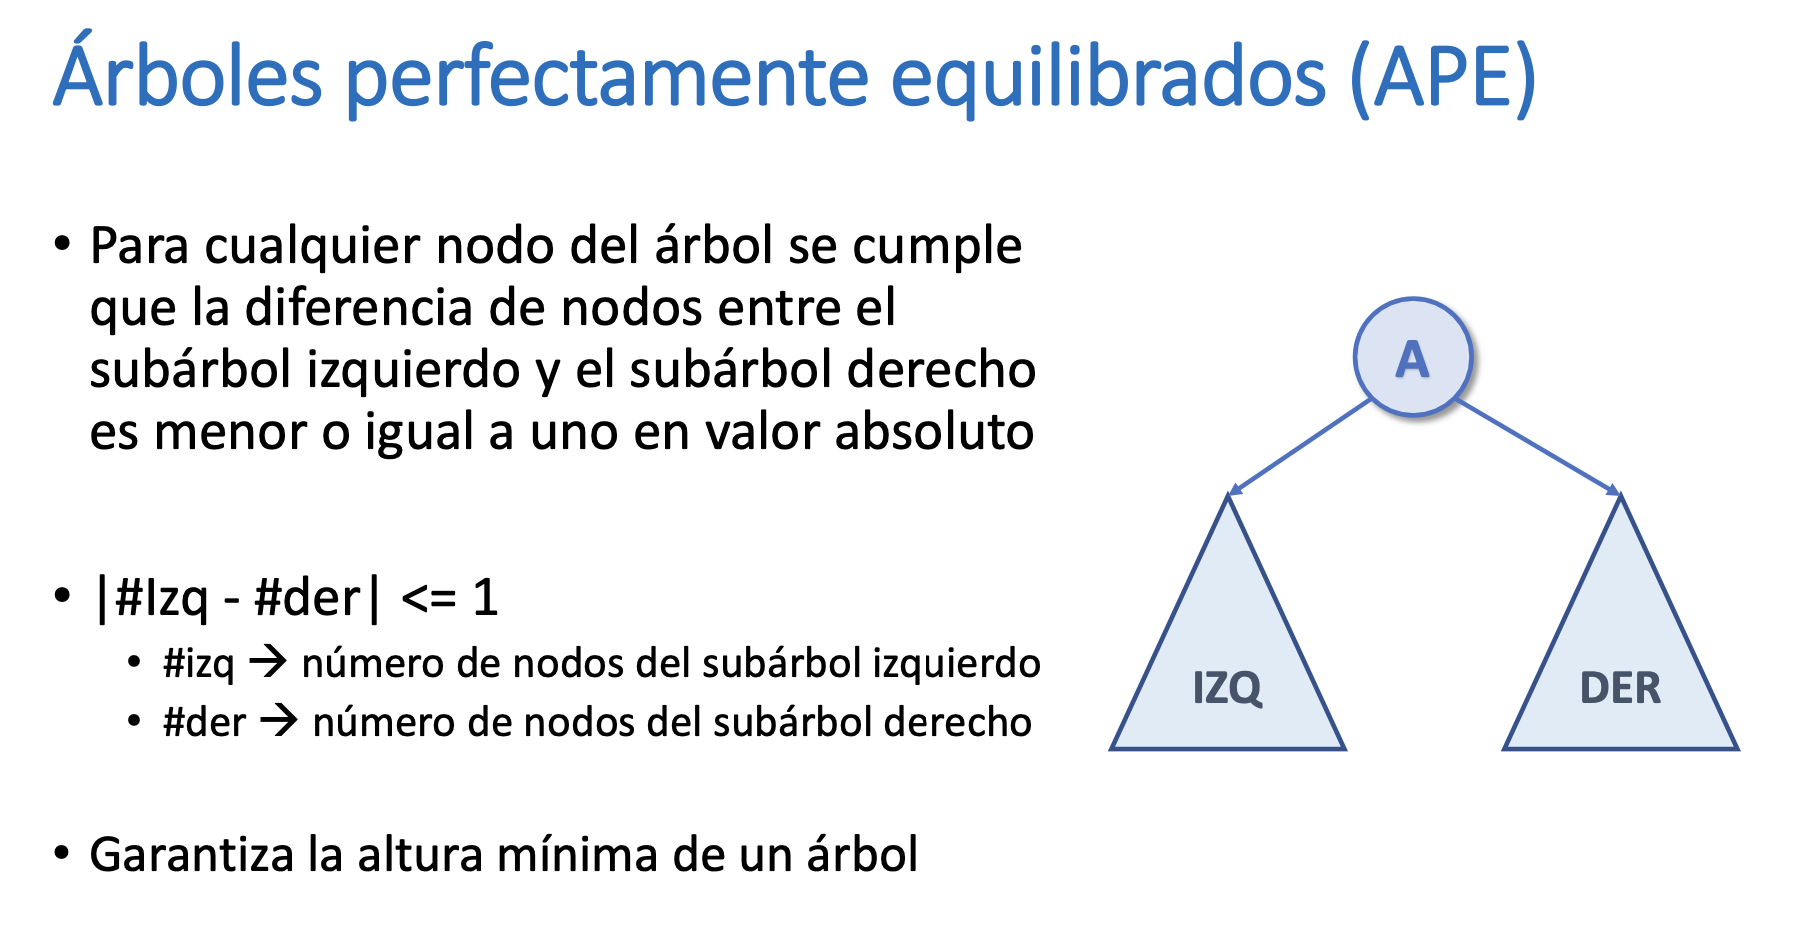 Árboles perfectamente equilibrados (APE)
• Para cualquier nodo del árbol se cumple
que la diferencia de nodos entre el
subárbol izquierdo y el subárbol derecho
es menor o igual a uno en valor absoluto
• |#Izq - #der| <= 1
• #izq → número de nodos del subárbol izquierdo
• #der → número de nodos del subárbol derecho
• Garantiza la altura mínima de un árbol
A
IZQ
DER